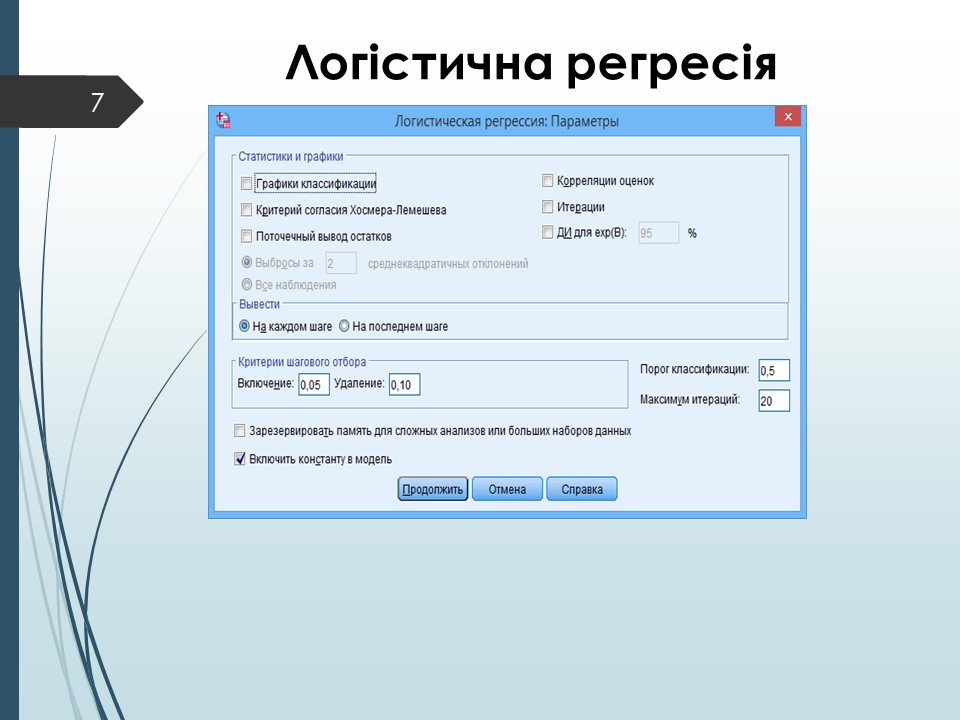 Логістична регресія
7
Логистическая регрессия: Параметры
x
Статистики и графики
Графики классификации
Корреляции оценок
Критерий согласия Хосмера-Лемешева
Итерации
Поточечный вывод остатков
ДИ для exp(B): 95 %
Выбросы за 2 среднеквадратичных отклонений
Все наблюдения
Вывести
На каждом шаге На последнем шаге
Критерии шагового отбора
Включение: 0,05 Удаление: 0,10
Порог классификации: 0,5
Максимум итераций: 20
Зарезервировать память для сложных анализов или больших наборов данных
Включить константу в модель
Продолжить Отмена Справка